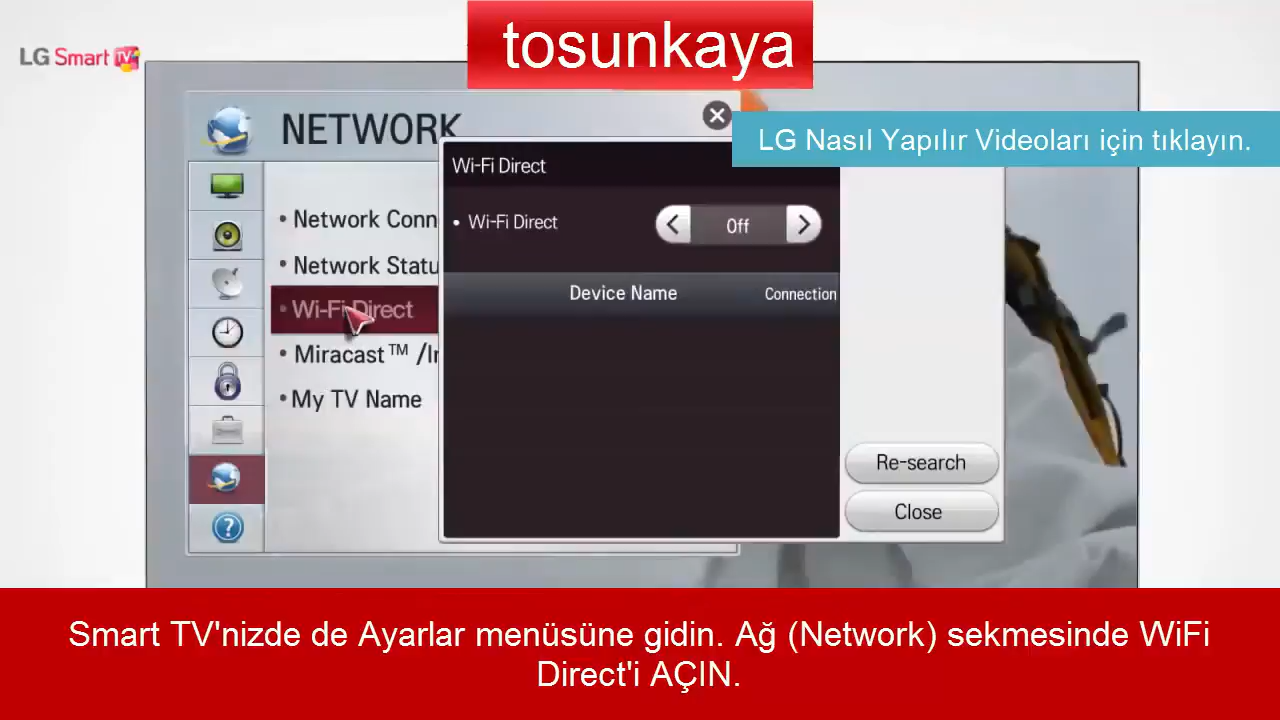 tosunkaya
LG Smart TV
LG Nasıl Yapılır Videoları için tıklayın.
NETWORK
Wi-Fi Direct
• Wi-Fi Direct
Off
• Network Conn
• Network Statu
Device Name
Connection
• Wi-Fi Direct
• Miracast™ /In
• My TV Name
Re-search
Close
Smart TV'nizde de Ayarlar menüsüne gidin. Ağ (Network) sekmesinde WiFi
Direct'i AÇIN.